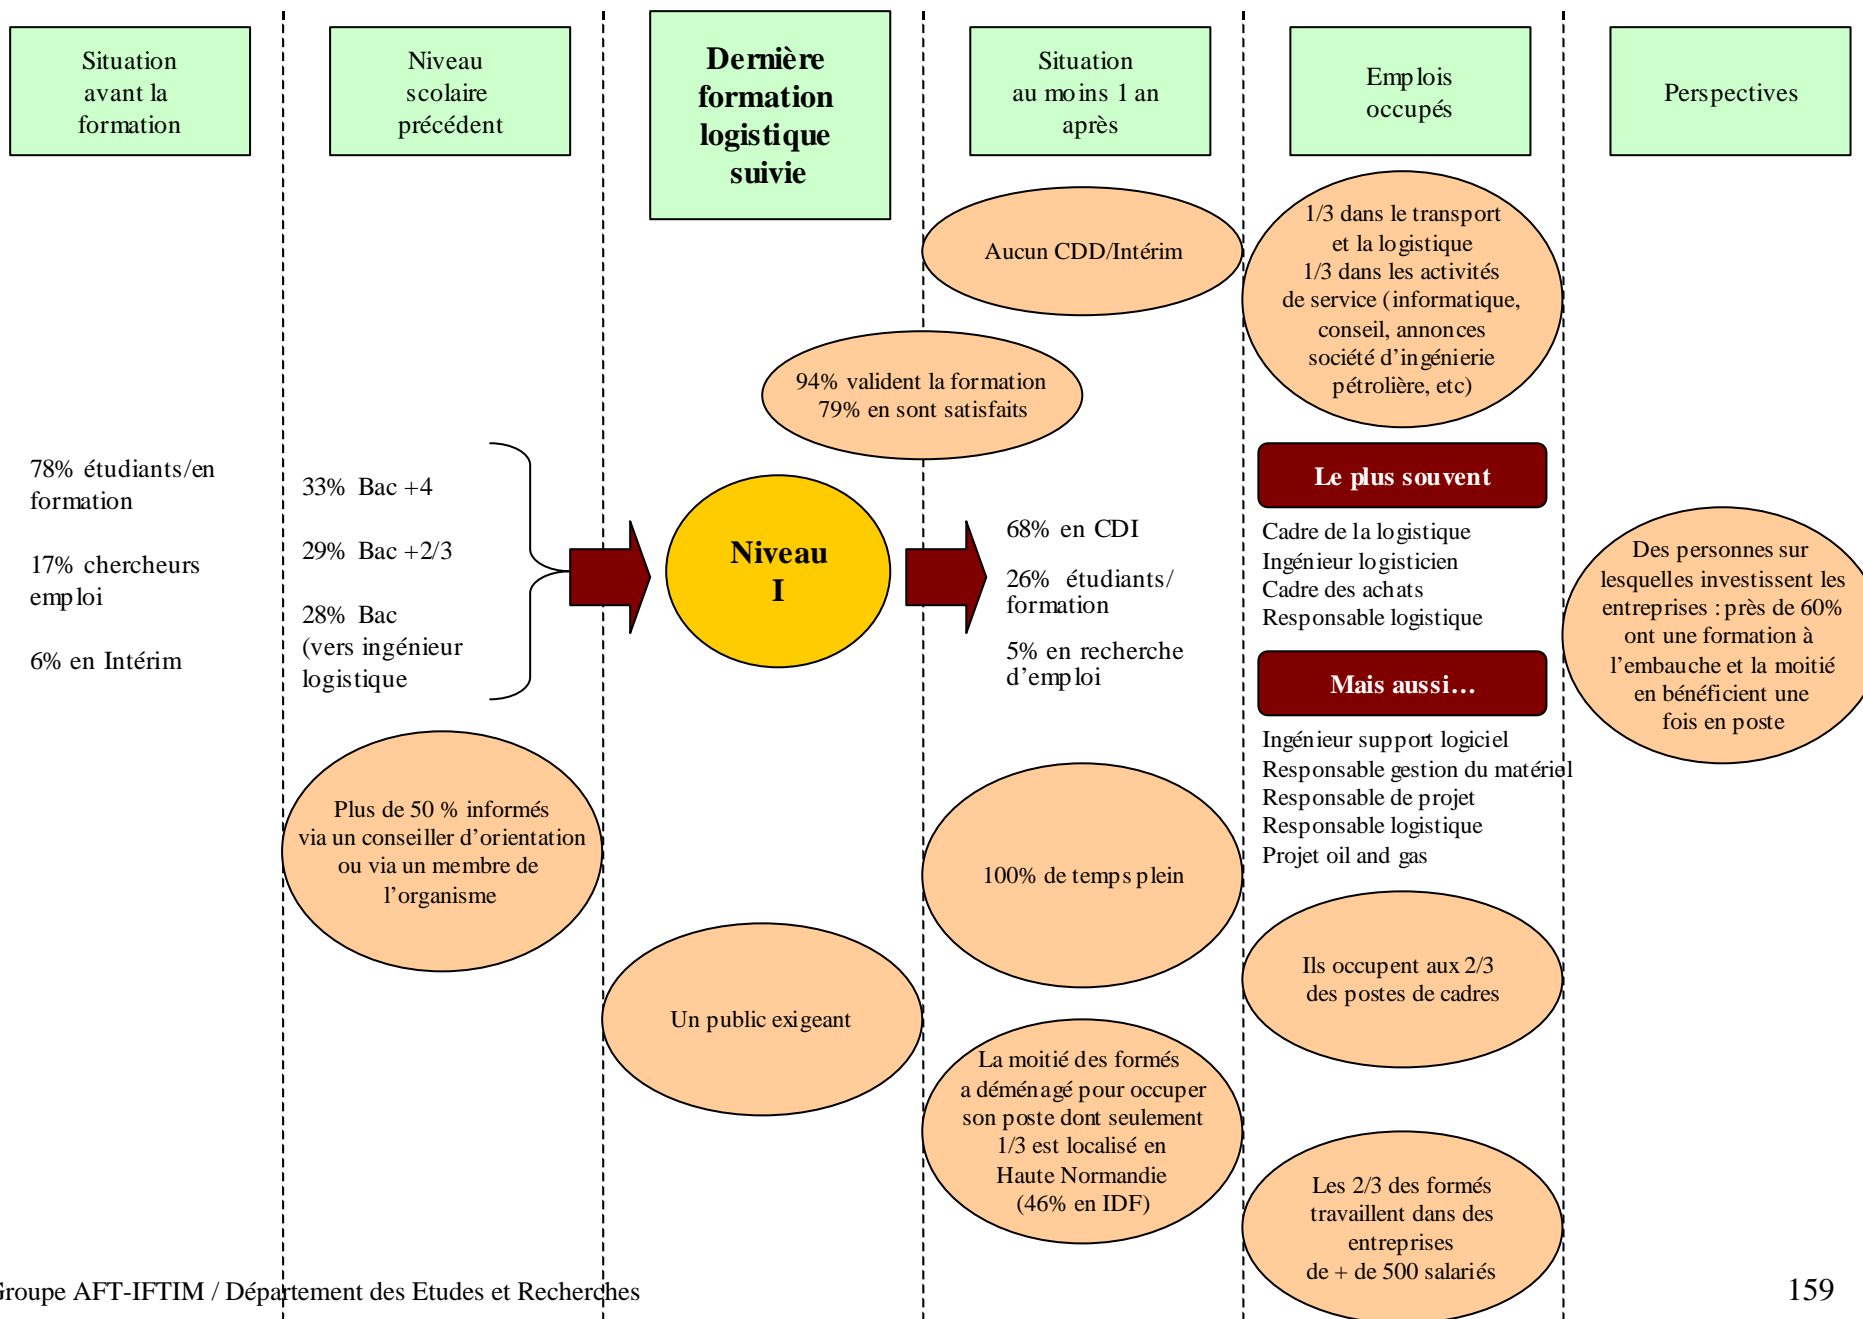 Situation
avant la
formation
Niveau
scolaire
précédent
Dernière
formation
logistique
suivie
Situation
au moins 1 an
après
Emplois
occupés
Perspectives
78% étudiants/en
formation
17% chercheurs
emploi
6% en Intérim
33% Bac +4
29% Bac +2/3
28% Bac
(vers ingénieur
logistique
Plus de 50 % informés
via un conseiller d'orientation
ou via un membre de
l'organisme
94% valident la formation
79% en sont satisfaits
Niveau
I
Un public exigeant
Aucun CDD/Intérim
68% en CDI
26% étudiants/
formation
5% en recherche
d'emploi
100% de temps plein
La moitié des formés
a déménagé pour occuper
son poste dont seulement
1/3 est localisé en
Haute Normandie
(46% en IDF)
1/3 dans le transport
et la logistique
1/3 dans les activités
de service (informatique,
conseil, annonces
société d'ingénierie
pétrolière, etc)
Le plus souvent
Cadre de la logistique
Ingénieur logisticien
Cadre des achats
Responsable logistique
Mais aussi…
Ingénieur support logiciel
Responsable gestion du matériel
Responsable de projet
Responsable logistique
Projet oil and gas
Ils occupent aux 2/3
des postes de cadres
Les 2/3 des formés
travaillent dans des
entreprises
de + de 500 salariés
Des personnes sur
lesquelles investissent les
entreprises : près de 60%
ont une formation à
l'embauche et la moitié
en bénéficient une
fois en poste
Groupe AFT-IFTIM / Département des Etudes et Recherches
159